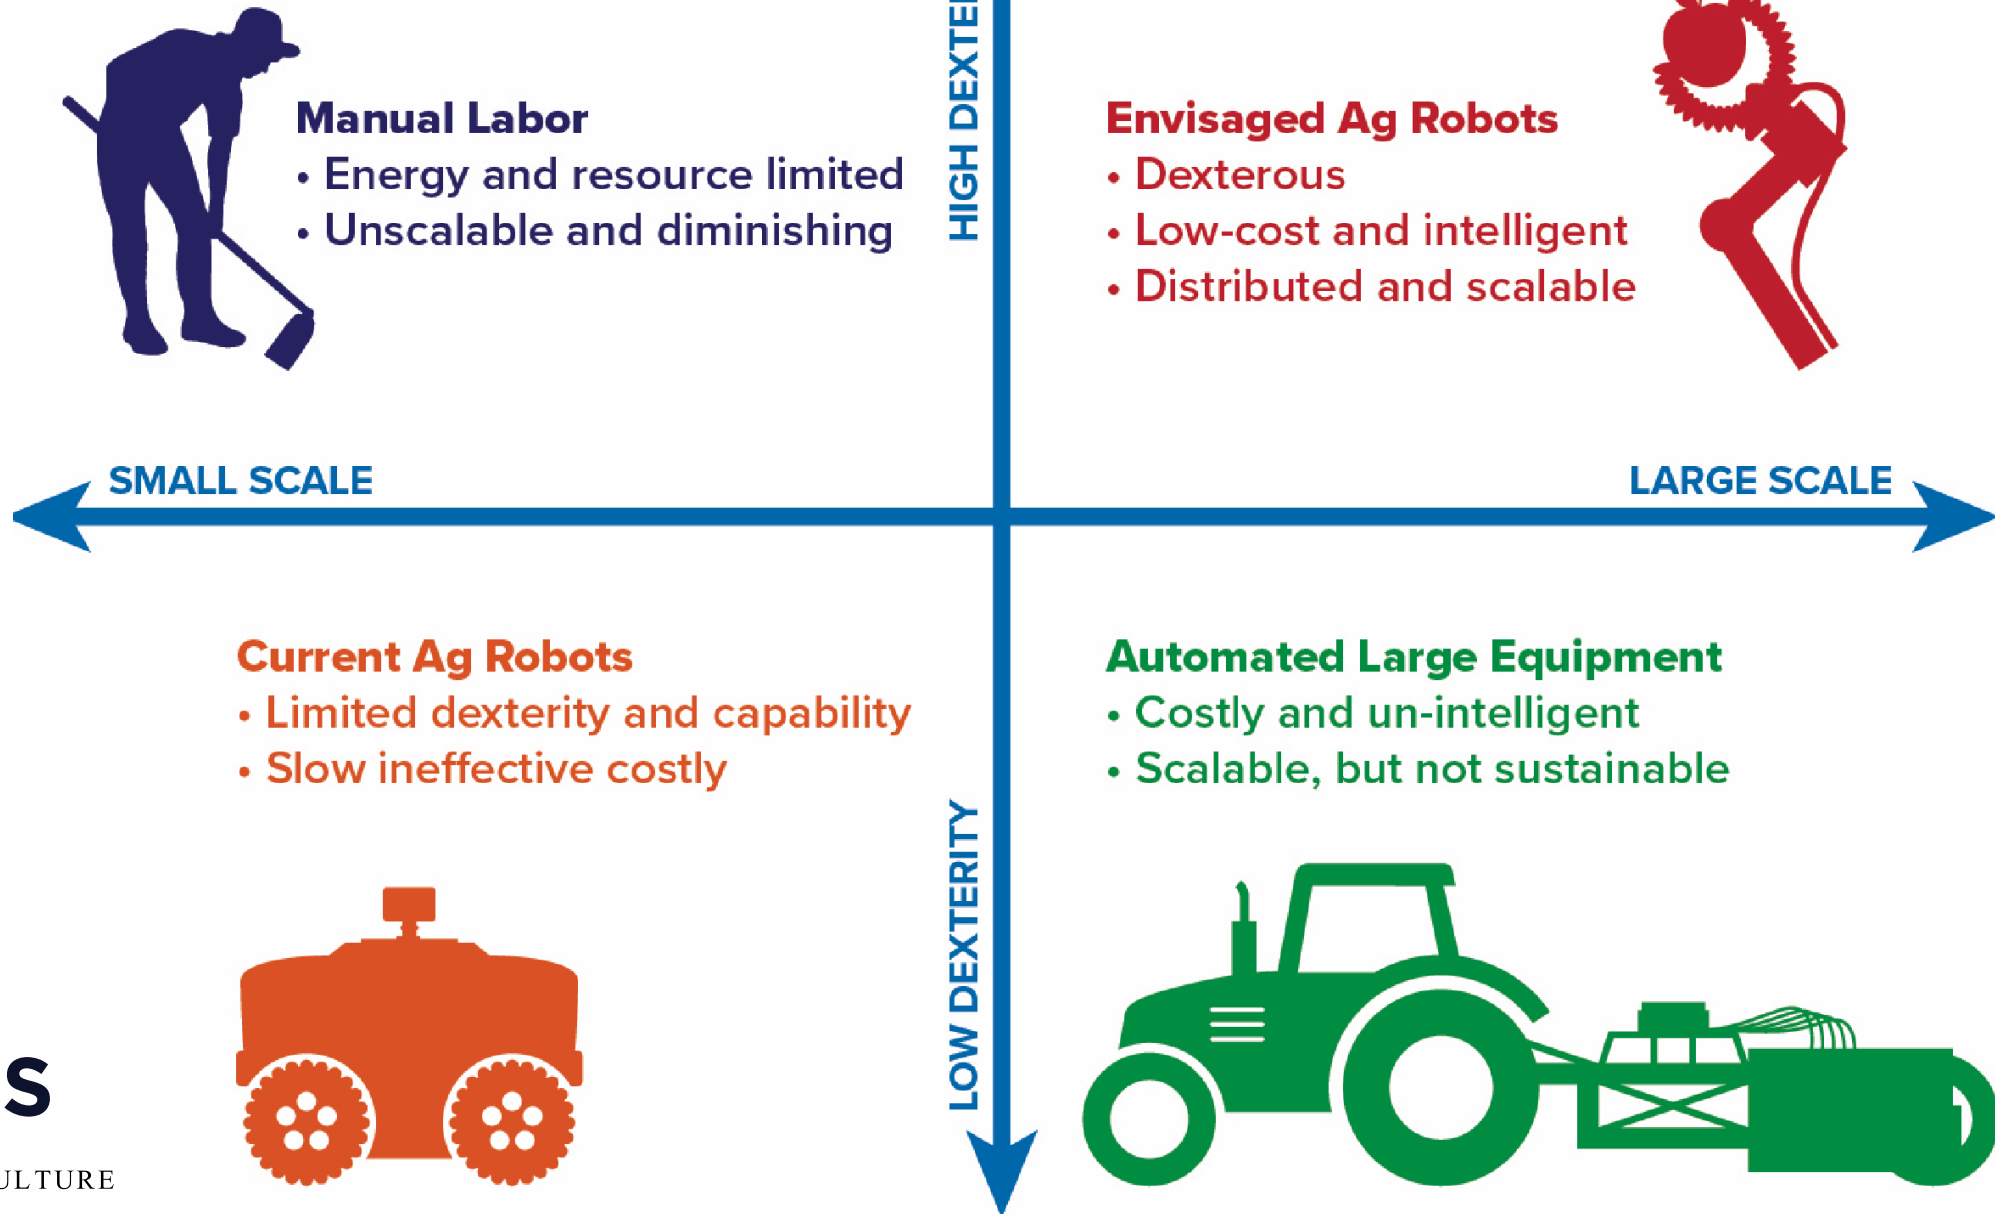 HIGH
Manual Labor
• Energy and resource limited
• Unscalable and diminishing
Envisaged Ag Robots
• Dexterous
• Low-cost and intelligent
• Distributed and scalable
SMALL SCALE
LARGE SCALE
Current Ag Robots
• Limited dexterity and capability
• Slow ineffective costly
Automated Large Equipment
• Costly and un-intelligent
• Scalable, but not sustainable
LOW DEXTERITY